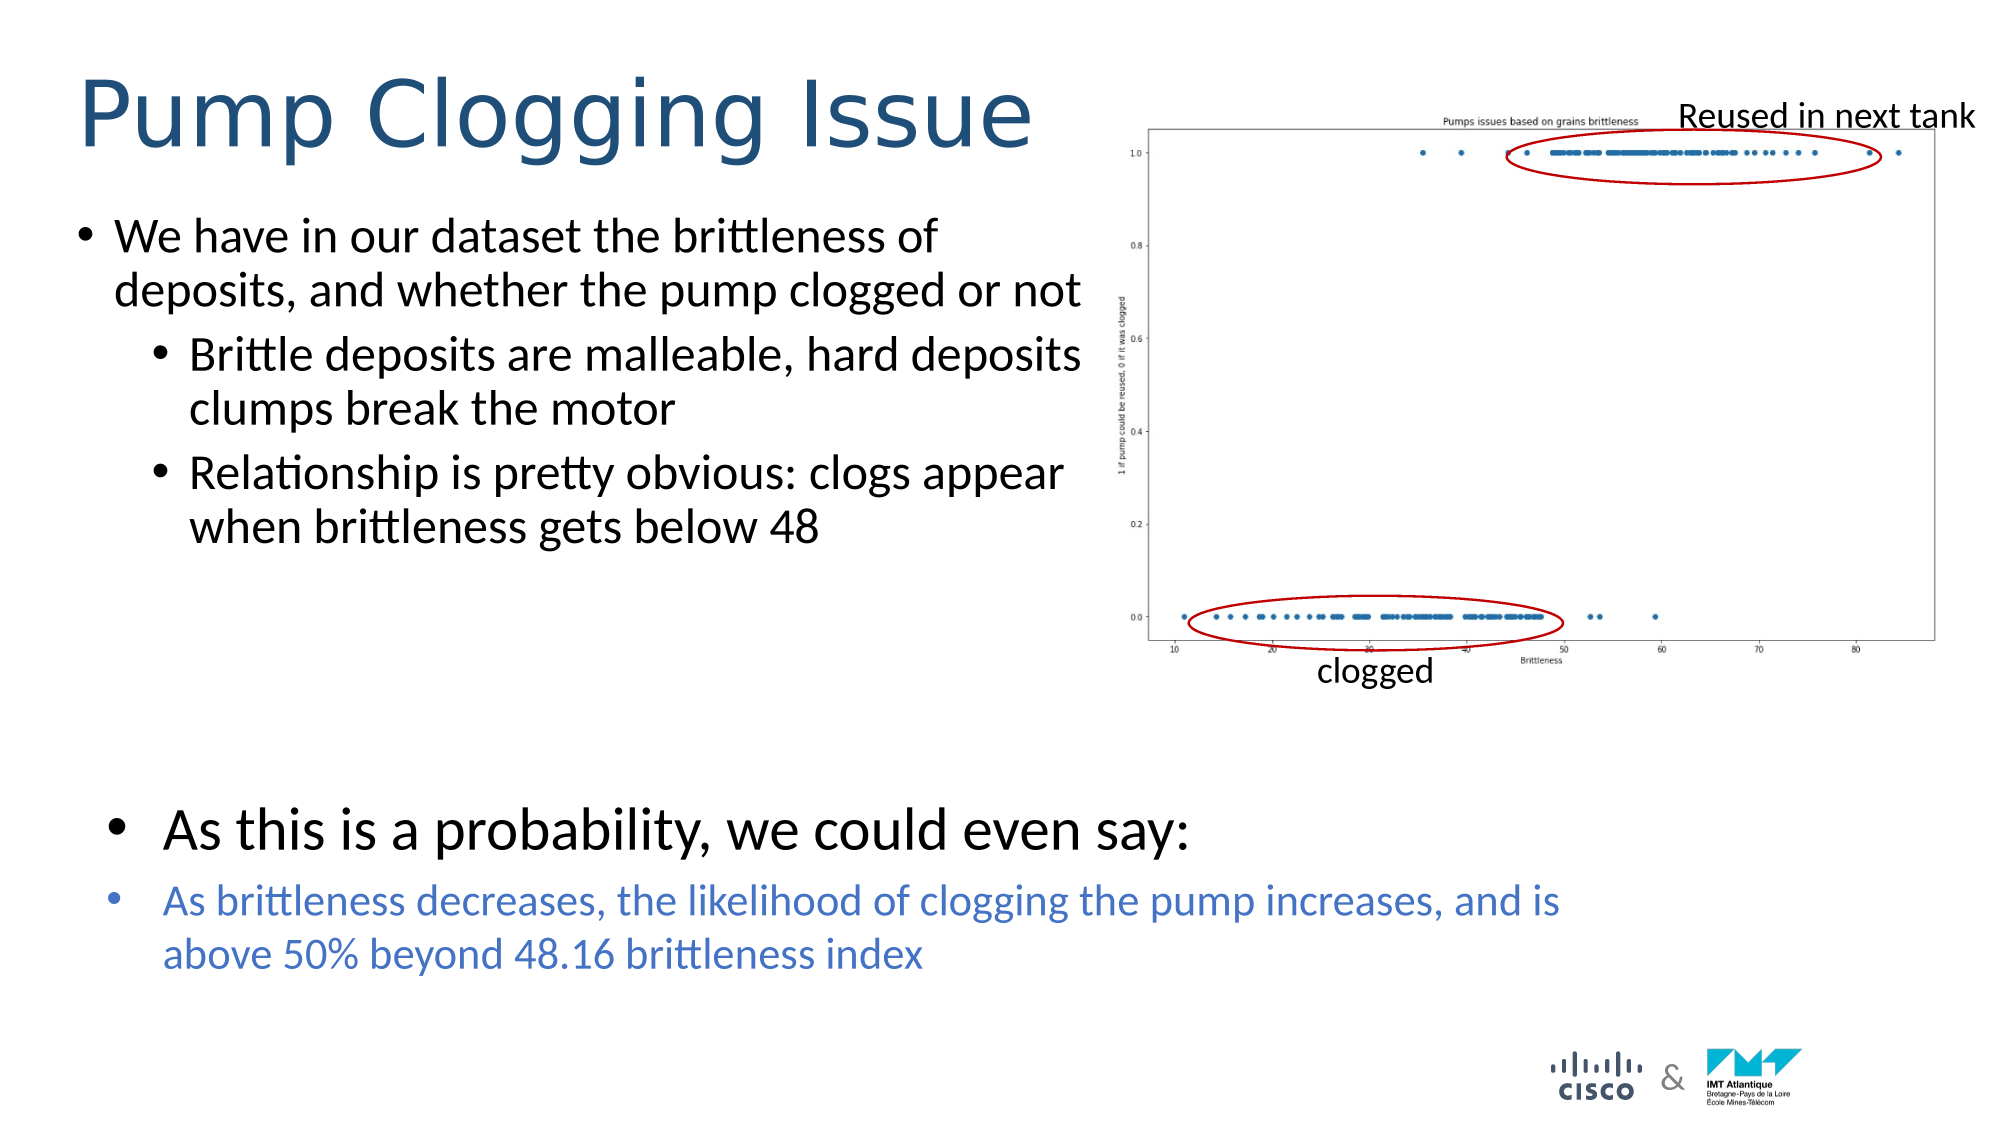 Pump Clogging Issue
• We have in our dataset the brittleness of
deposits, and whether the pump clogged or not
• Brittle deposits are malleable, hard deposits
clumps break the motor
• Relationship is pretty obvious: clogs appear
when brittleness gets below 48
Reused in next tank
Pumps issues based on grains brittleness
1 if pump could be reused, 0 if it was clogged
1.0
0.8
0.6
0.4
0.2
0.0
10 20 30 40 50 60 70 80
Brittleness
clogged
• As this is a probability, we could even say:
• As brittleness decreases, the likelihood of clogging the pump increases, and is
above 50% beyond 48.16 brittleness index
CISCO
&
IMT Atlantique
Bretagne-Pays de la Loire
École Mines-Télécom